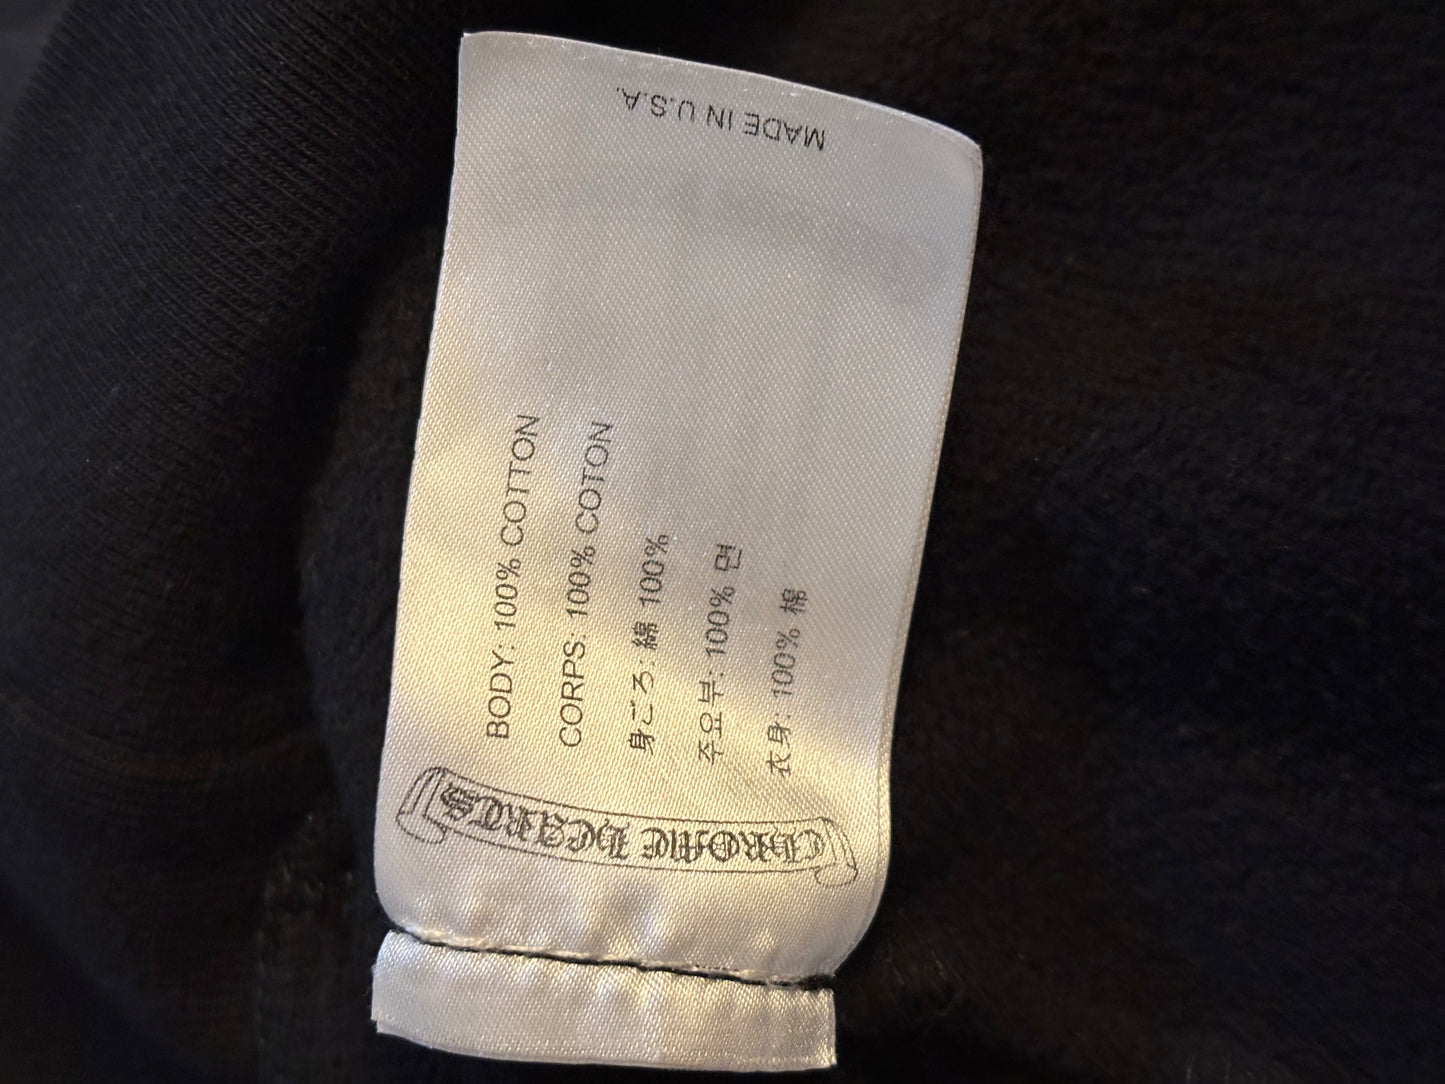 CHROME HEARTS
BODY: 100% COTTON
CORPS: 100% COTON
身ごろ: 綿 100%
주요부: 100% 면
衣身: 100% 棉
MADE IN U.S.A.